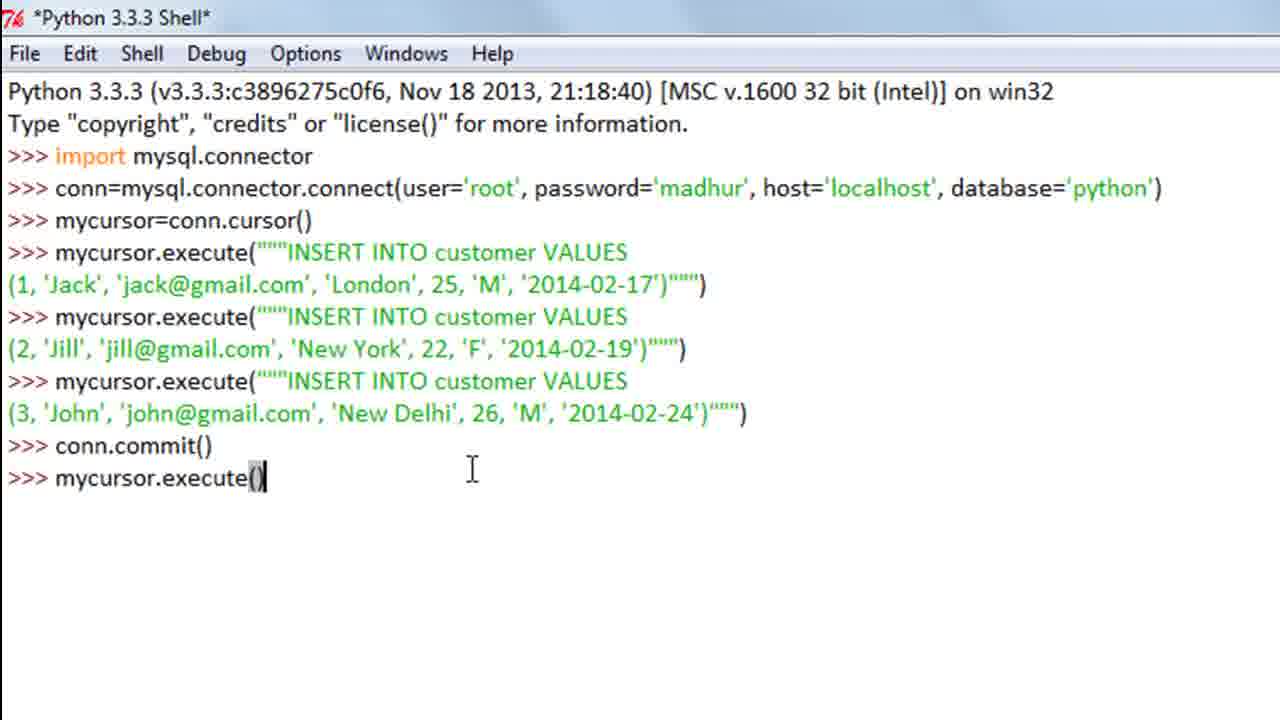 *Python 3.3.3 Shell*
File Edit Shell Debug Options Windows Help
Python 3.3.3 (v3.3.3:c3896275c0f6, Nov 18 2013, 21:18:40) [MSC v.1600 32 bit (Intel)] on win32
Type "copyright", "credits" or "license()" for more information.
>>> import mysql.connector
>>> conn=mysql.connector.connect(user='root', password='madhur', host='localhost', database='python')
>>> mycursor=conn.cursor()
>>> mycursor.execute("""INSERT INTO customer VALUES
(1, 'Jack', 'jack@gmail.com', 'London', 25, 'M', '2014-02-17')""")
>>> mycursor.execute("""INSERT INTO customer VALUES
(2, 'Jill', 'jill@gmail.com', 'New York', 22, 'F', '2014-02-19')""")
>>> mycursor.execute("""INSERT INTO customer VALUES
(3, 'John', 'john@gmail.com', 'New Delhi', 26, 'M', '2014-02-24')""")
>>> conn.commit()
>>> mycursor.execute()